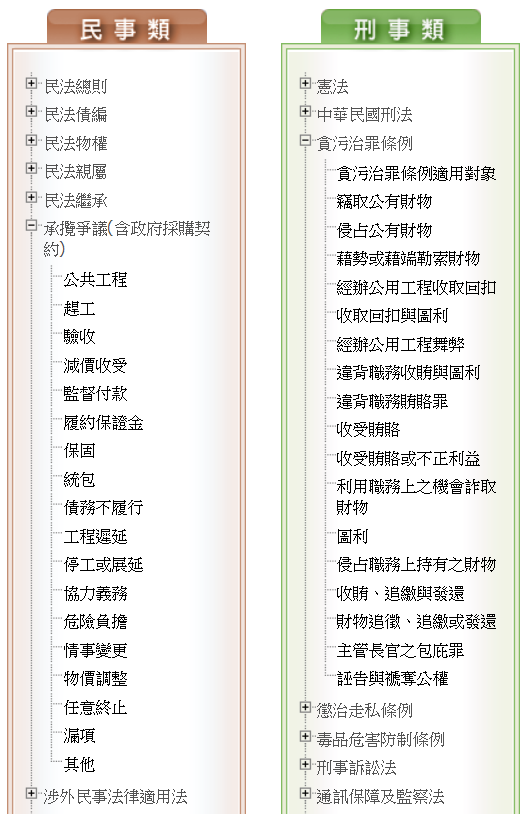 民事類
民法總則
民法債編
民法物權
民法親屬
民法繼承
承攬爭議(含政府採購契
約)
公共工程
趕工
驗收
減價收受
監督付款
履約保證金
保固
統包
債務不履行
工程遲延
停工或展延
協力義務
危險負擔
情事變更
物價調整
任意終止
漏項
其他
涉外民事法律適用法
刑事類
憲法
中華民國刑法
貪污治罪條例
貪污治罪條例適用對象
竊取公有財物
侵占公有財物
藉勢或藉端勒索財物
經辦公用工程收取回扣
收取回扣與圖利
經辦公用工程舞弊
違背職務收賄與圖利
違背職務賄賂罪
收受賄賂
收受賄賂或不正利益
利用職務上之機會詐取
財物
圖利
侵占職務上持有之財物
收賄、追繳與發還
財物追徵、追繳或發還
主管長官之包庇罪
誣告與褫奪公權
懲治走私條例
毒品危害防制條例
刑事訴訟法
通訊保障及監察法